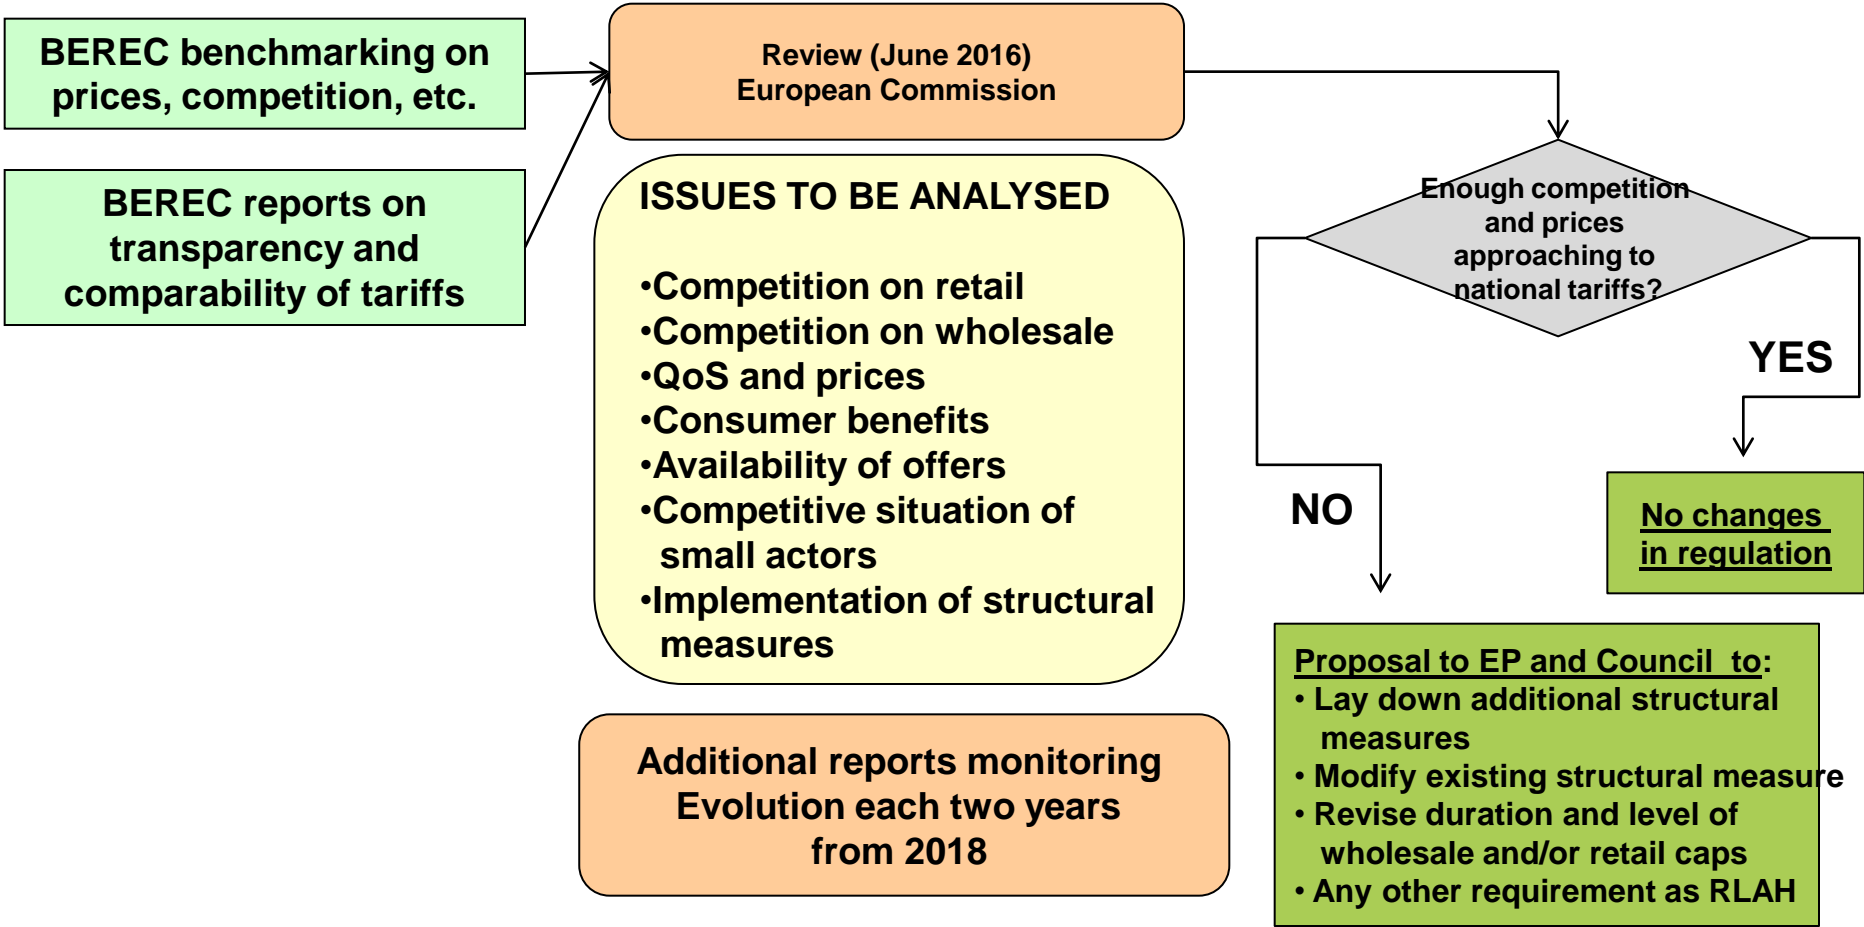 BEREC benchmarking on
prices, competition, etc.
BEREC reports on
transparency and
comparability of tariffs
Review (June 2016)
European Commission
ISSUES TO BE ANALYSED
•Competition on retail
•Competition on wholesale
•QoS and prices
•Consumer benefits
•Availability of offers
•Competitive situation of
small actors
•Implementation of structural
measures
Additional reports monitoring
Evolution each two years
from 2018
Enough competition
and prices
approaching to
national tariffs?
YES
NO
No changes
in regulation
Proposal to EP and Council to:
• Lay down additional structural
measures
• Modify existing structural measure
• Revise duration and level of
wholesale and/or retail caps
• Any other requirement as RLAH